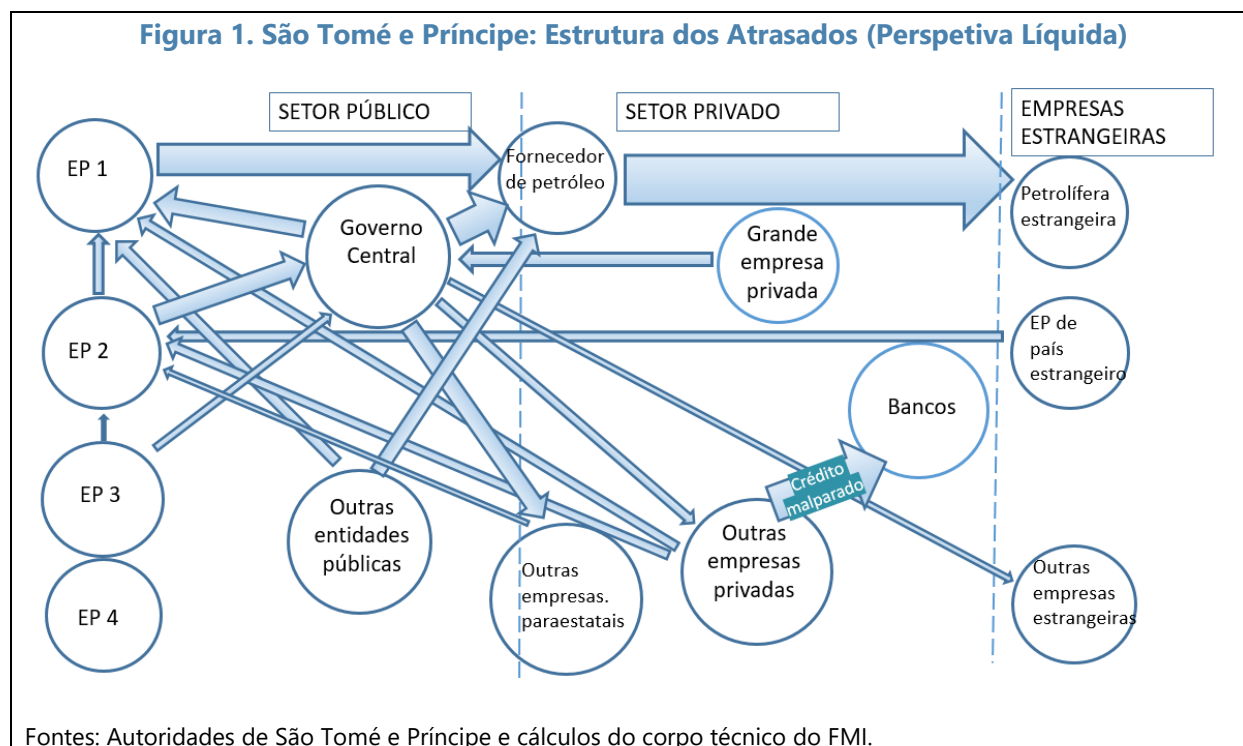 Figura 1. São Tomé e Príncipe: Estrutura dos Atrasados (Perspetiva Líquida)
SETOR PÚBLICO
SETOR PRIVADO
EMPRESAS
ESTRANGEIRAS
EP 1
Fornecedor
de petróleo
Petrolífera
estrangeira
Governo
Central
Grande
empresa
privada
EP 2
EP de
país
estrangeiro
Bancos
Crédito
malparado
EP 3
Outras
entidades
públicas
Outras
empresas.
paraestatais
Outras
empresas
privadas
Outras
empresas
estrangeiras
EP 4
Fontes: Autoridades de São Tomé e Príncipe e cálculos do corpo técnico do FMI.